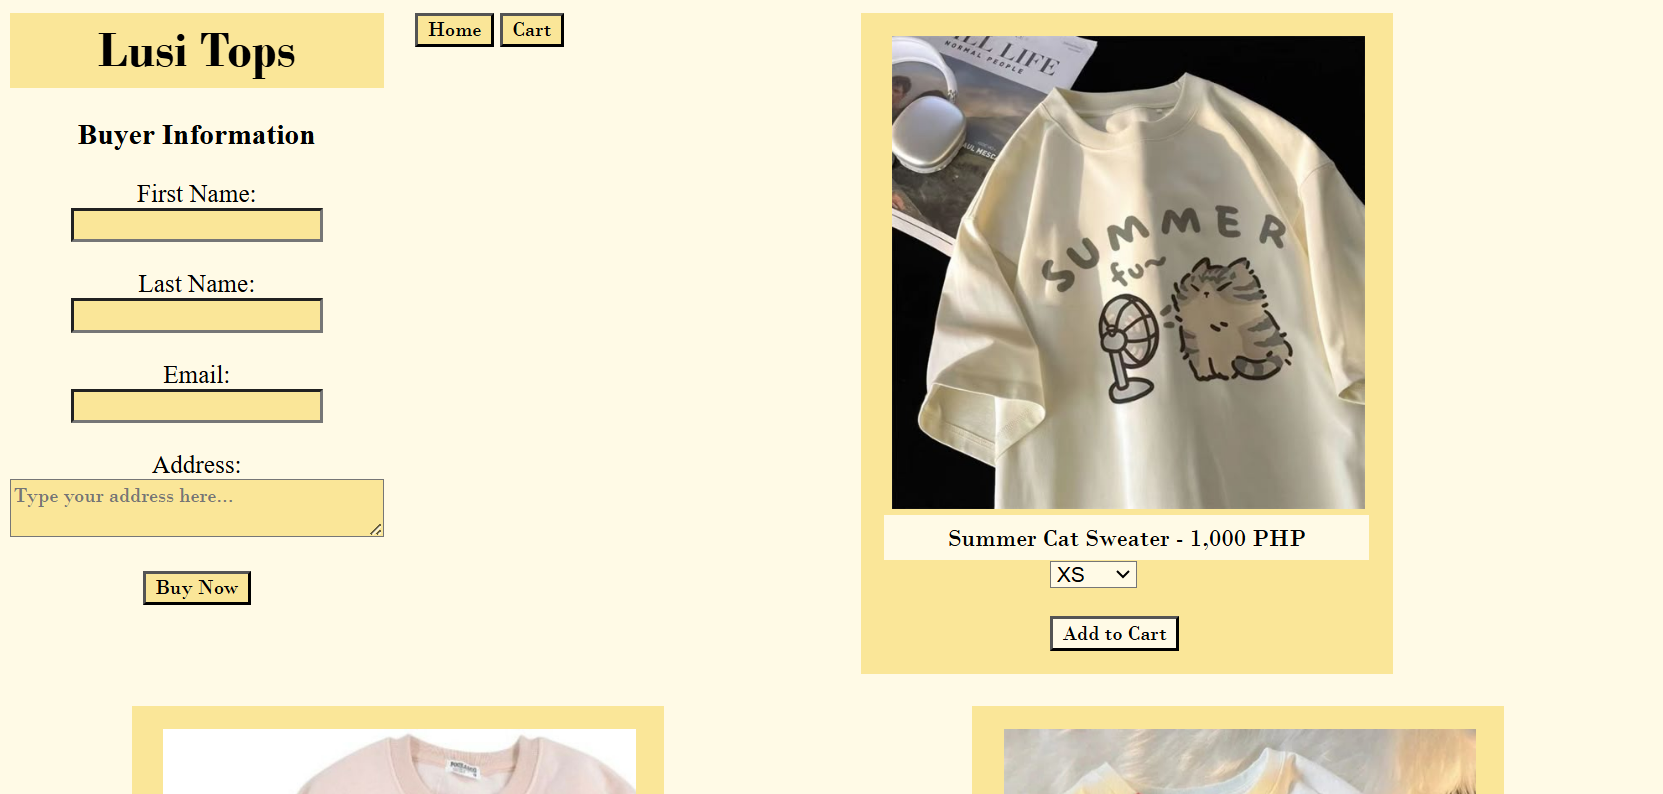 Lusi Tops
Home
Cart
Buyer Information
First Name:
Last Name:
Email:
Address:
Type your address here...
Buy Now
LIFE
NORMAL PEOPLE
SUMMER
fu~
Summer Cat Sweater - 1,000 PHP
XS
Add to Cart